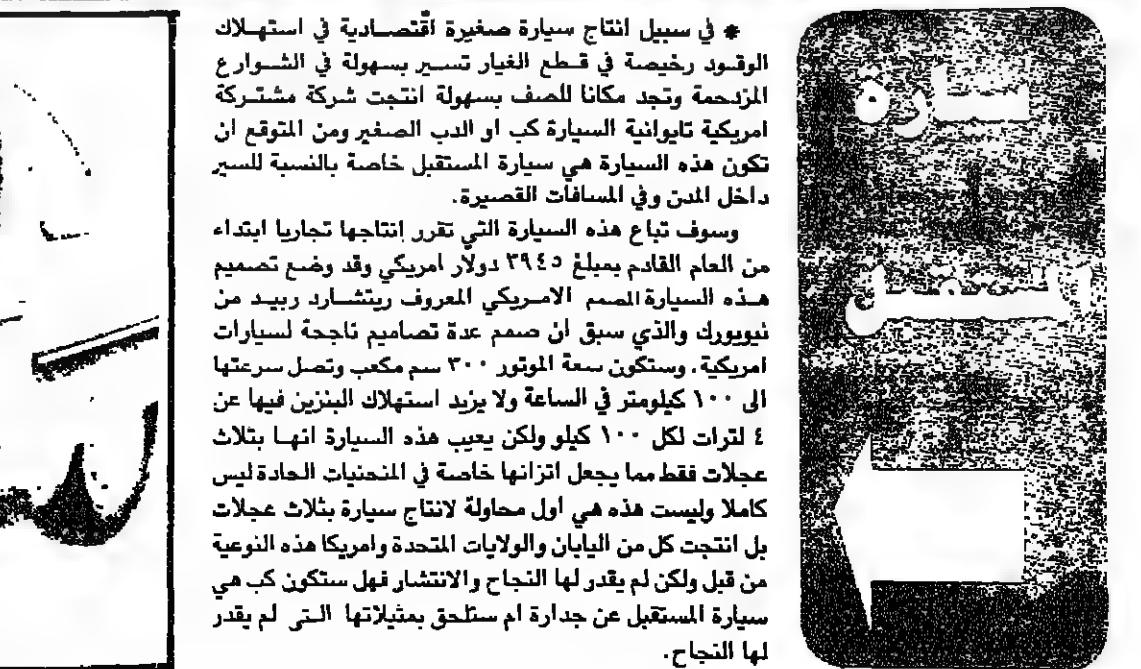 سيارة
المستقبل
* في سبيل انتاج سيارة صغيرة اقتصادية في استهلاك
الوقود رخيصة في قطع الغيار تسير بسهولة في الشوارع
المزدحمة وتجد مكانا للصف بسهولة انتجت شركة مشتركة
امريكية تايوانية السيارة كب او الدب الصغير ومن المتوقع ان
تكون هذه السيارة هي سيارة المستقبل خاصة بالنسبة للسير
داخل المدن وفي المسافات القصيرة.
وسوف تباع هذه السيارة التي تقرر إنتاجها تجاريا ابتداء
من العام القادم بمبلغ ٣٩٤٥ دولار امريكي وقد وضع تصميم
هذه السيارة المصمم الامريكي المعروف ريتشارد ربيد من
نيويورك والذي سبق ان صمم عدة تصاميم ناجحة لسيارات
امريكية. وستكون سعة الموتور ٣٠٠ سم مكعب وتصل سرعتها
الى ١٠٠ كيلومتر في الساعة ولا يزيد استهلاك البنزين فيها عن
٤ لترات لكل ١٠٠ كيلو ولكن يعيب هذه السيارة انها بثلاث
عجلات فقط مما يجعل اتزانها خاصة في المنحنيات الحادة ليس
كاملا وليست هذه هي أول محاولة لانتاج سيارة بثلاث عجلات
بل انتجت كل من اليابان والولايات المتحدة وامريكا هذه النوعية
من قبل ولكن لم يقدر لها النجاح والانتشار فهل ستكون كب هي
سيارة المستقبل عن جدارة ام ستلحق بمثيلاتها التي لم يقدر
لها النجاح.